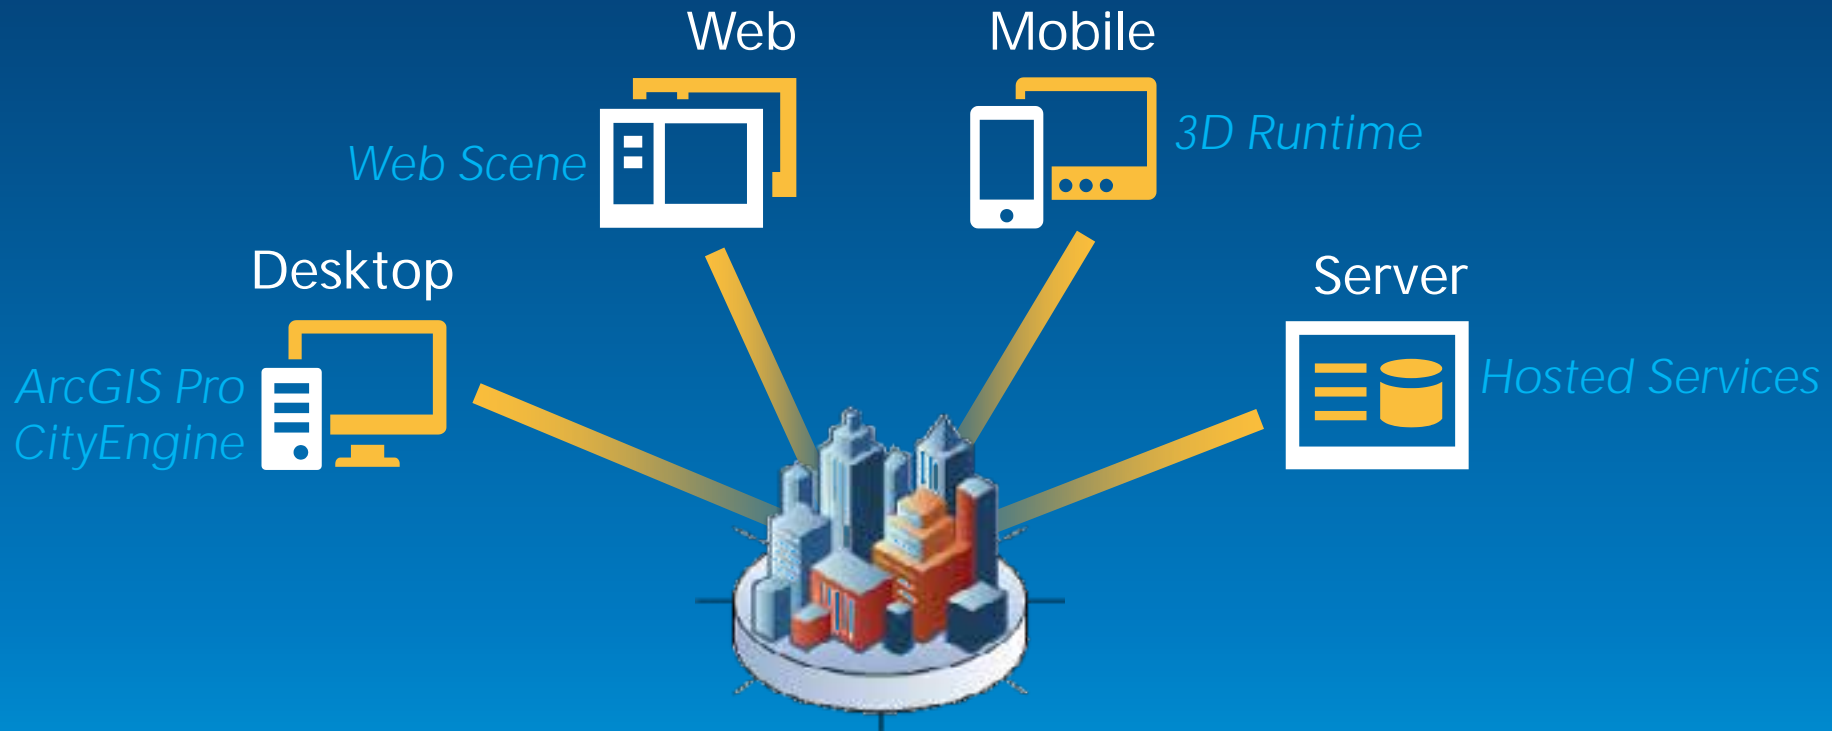 Web
Mobile
Web Scene
3D Runtime
Desktop
Server
ArcGIS Pro
CityEngine
Hosted Services